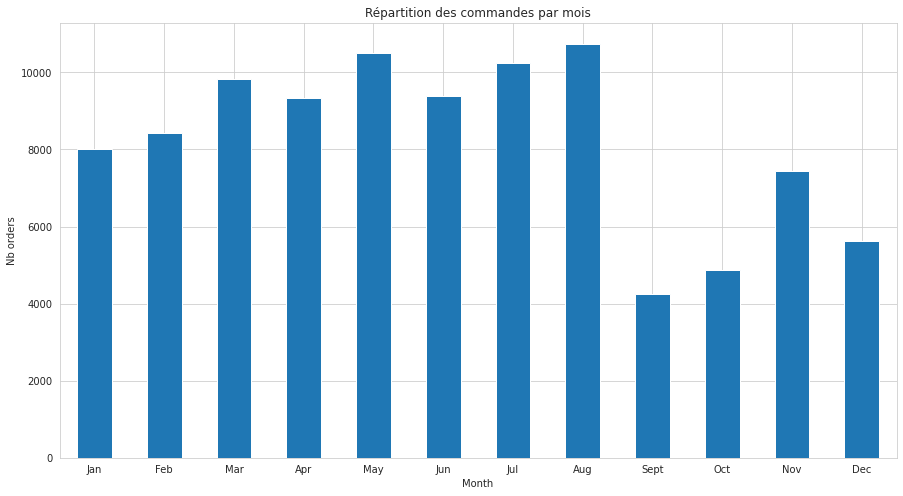 Répartition des commandes par mois
10000
8000
6000
4000
2000
0
Nb orders
Jan Feb Mar Apr May Jun Jul Aug Sept Oct Nov Dec
Month